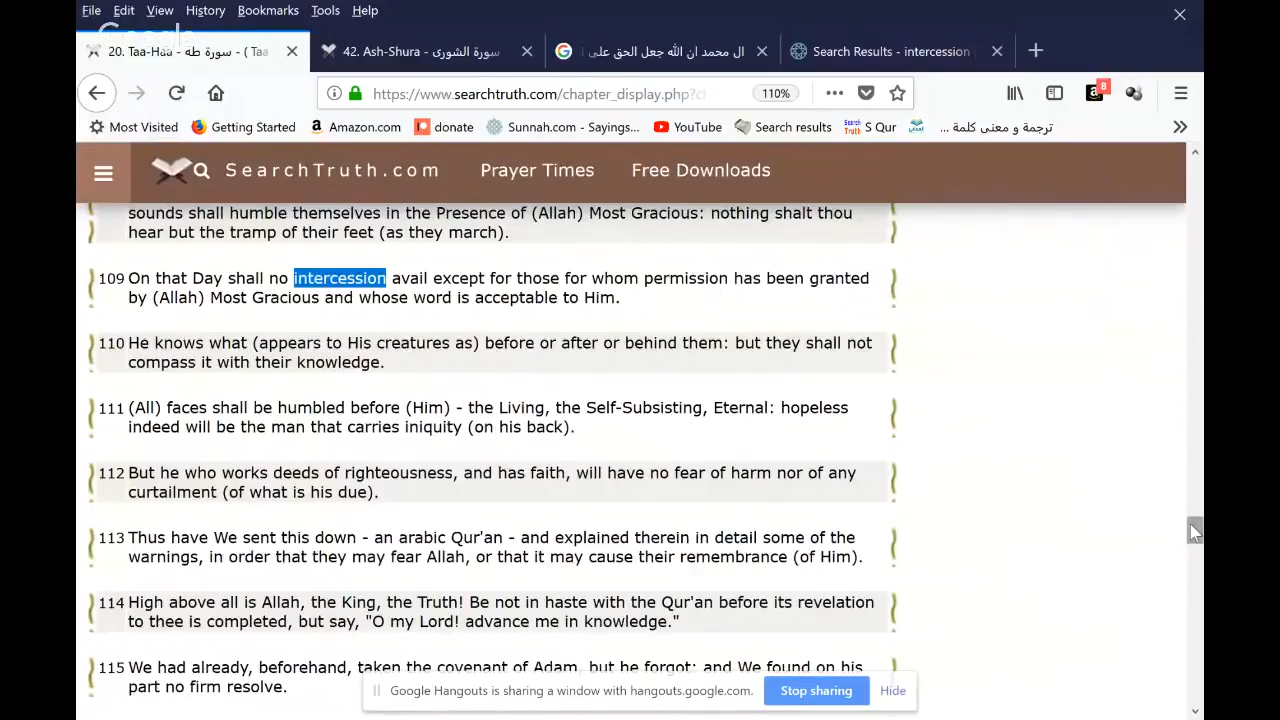 File Edit View History Bookmarks Tools Help
Google
20. Taa-Haa - سورة طه - ( Taa
42. Ash-Shura - سورة الشورى
ال محمد ان الله جعل الحق على
Search Results - intercession
https://www.searchtruth.com/chapter_display.php?c
110%
8
Most Visited Getting Started Amazon.com donate Sunnah.com - Sayings... YouTube Search results S Qur ترجمة و معنى كلمة ...
SearchTruth.com Prayer Times Free Downloads
sounds shall humble themselves in the Presence of (Allah) Most Gracious: nothing shalt thou
hear but the tramp of their feet (as they march).
109 On that Day shall no intercession avail except for those for whom permission has been granted
by (Allah) Most Gracious and whose word is acceptable to Him.
110 He knows what (appears to His creatures as) before or after or behind them: but they shall not
compass it with their knowledge.
111 (All) faces shall be humbled before (Him) - the Living, the Self-Subsisting, Eternal: hopeless
indeed will be the man that carries iniquity (on his back).
112 But he who works deeds of righteousness, and has faith, will have no fear of harm nor of any
curtailment (of what is his due).
113 Thus have We sent this down - an arabic Qur'an - and explained therein in detail some of the
warnings, in order that they may fear Allah, or that it may cause their remembrance (of Him).
114 High above all is Allah, the King, the Truth! Be not in haste with the Qur'an before its revelation
to thee is completed, but say, "O my Lord! advance me in knowledge."
115 We had already, beforehand, taken the covenant of Adam, but he forgot: and We found on his
part no firm resolve.
Google Hangouts is sharing a window with hangouts.google.com. Stop sharing Hide